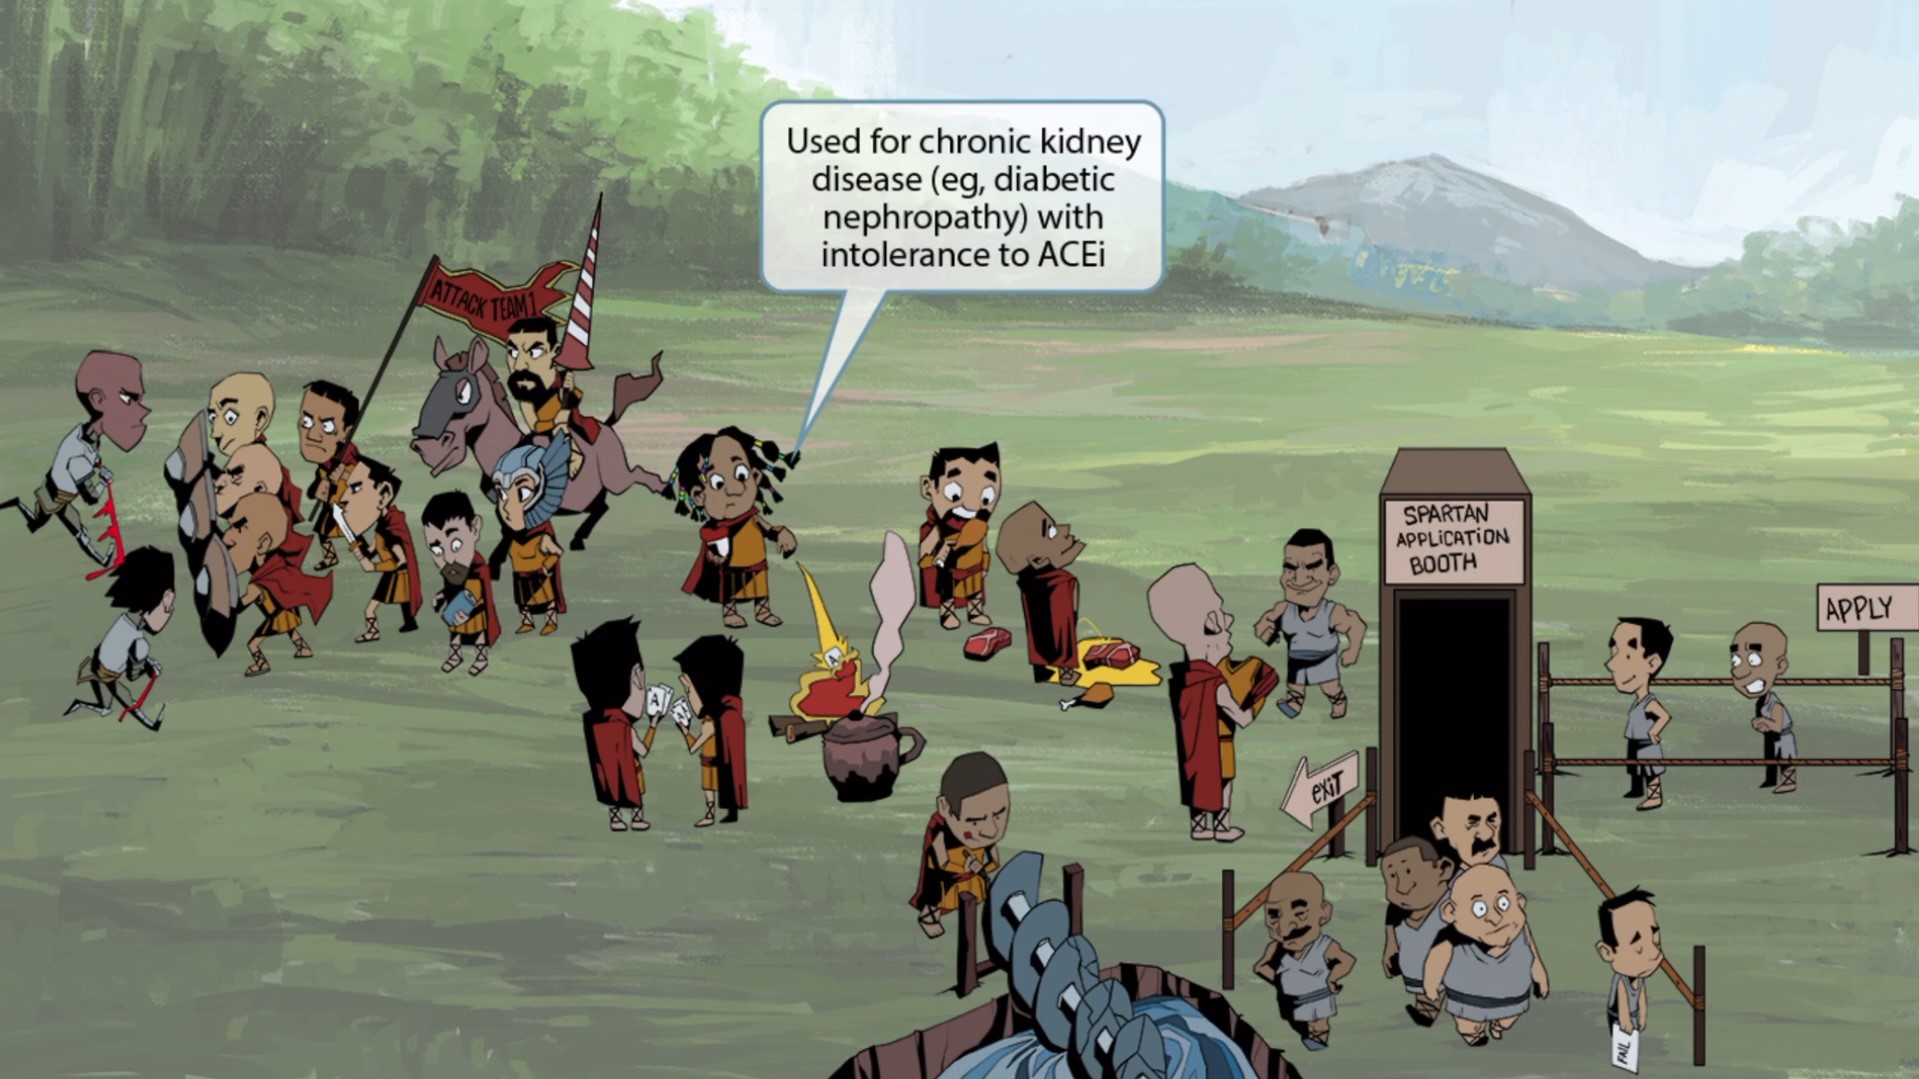 Used for chronic kidney
disease (eg, diabetic
nephropathy) with
intolerance to ACEi
ATTACK TEAM 1
SPARTAN
APPLICATION
BOOTH
APPLY
A
A
exit
FAIL